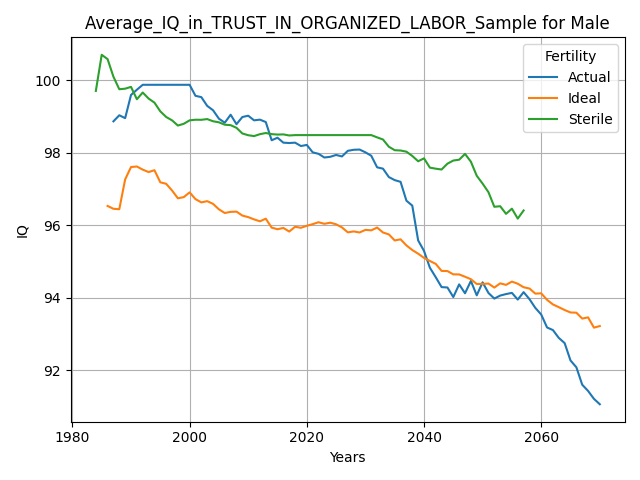 Average_IQ_in_TRUST_IN_ORGANIZED_LABOR_Sample for Male
Fertility
Actual
Ideal
Sterile
IQ
100
98
96
94
92
1980
2000
2020
2040
2060
Years